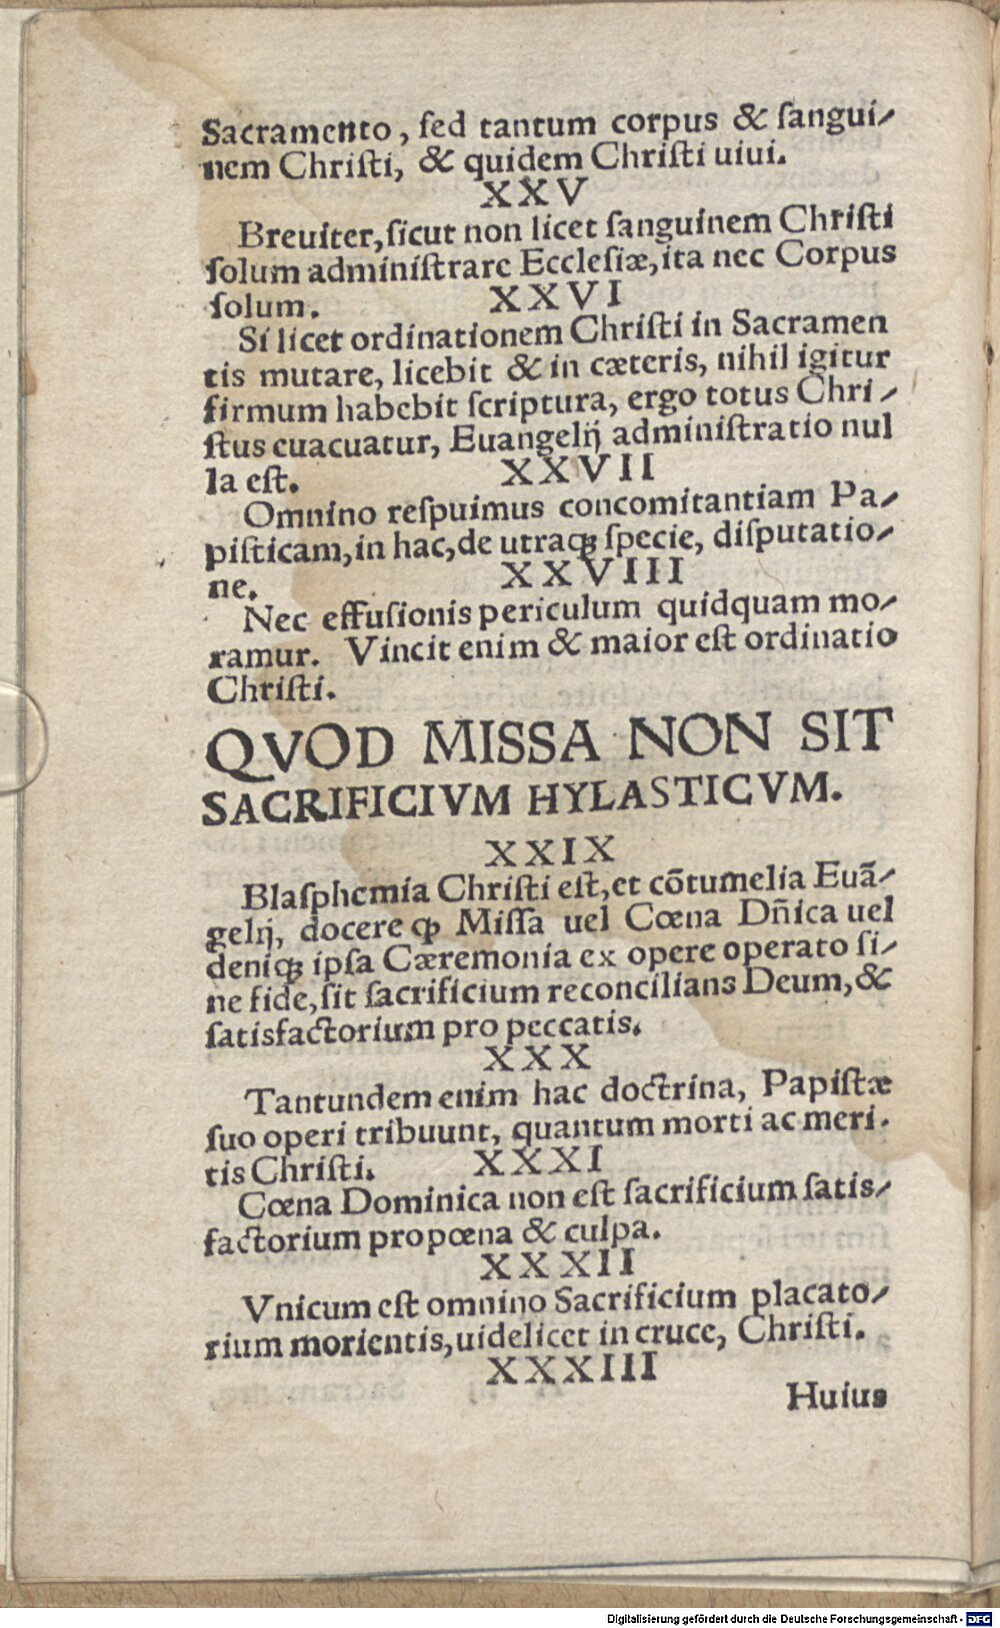 Sacramento, sed tantum corpus & sangui⸗
nem Christi, & quidem Christi uiui.
XXV
Breuiter, sicut non licet sanguinem Christi
solum administrare Ecclesiæ, ita nec Corpus
solum. XXVI
Si licet ordinationem Christi in Sacramen
tis mutare, licebit & in cæteris, nihil igitur
firmum habebit scriptura, ergo totus Chri⸗
stus euacuatur, Euangelij administratio nul
la est. XXVII
Omnino respuimus concomitantiam Pa⸗
pisticam, in hac, de utraqꝫ specie, disputatio⸗
ne. XXVIII
Nec effusionis periculum quidquam mo⸗
ramur. Vincit enim & maior est ordinatio
Christi.
QVOD MISSA NON SIT
SACRIFICIVM HYLASTICVM.
XXIX
Blasphemia Christi est, et cõtumelia Euã⸗
gelij, docere ꝙ Missa uel Cœna Dñica uel
deniqꝫ ipsa Cæremonia ex opere operato si⸗
ne fide, sit sacrificium reconcilians Deum, &
satisfactorium pro peccatis.
XXX
Tantundem enim hac doctrina, Papistæ
suo operi tribuunt, quantum morti ac meri⸗
tis Christi. XXXI
Cœna Dominica non est sacrificium satis⸗
factorium pro pœna & culpa.
XXXII
Vnicum est omnino Sacrificium placato⸗
rium morientis, uidelicet in cruce, Christi.
XXXIII
Huius
Digitalisierung gefördert durch die Deutsche Forschungsgemeinschaft - DFG